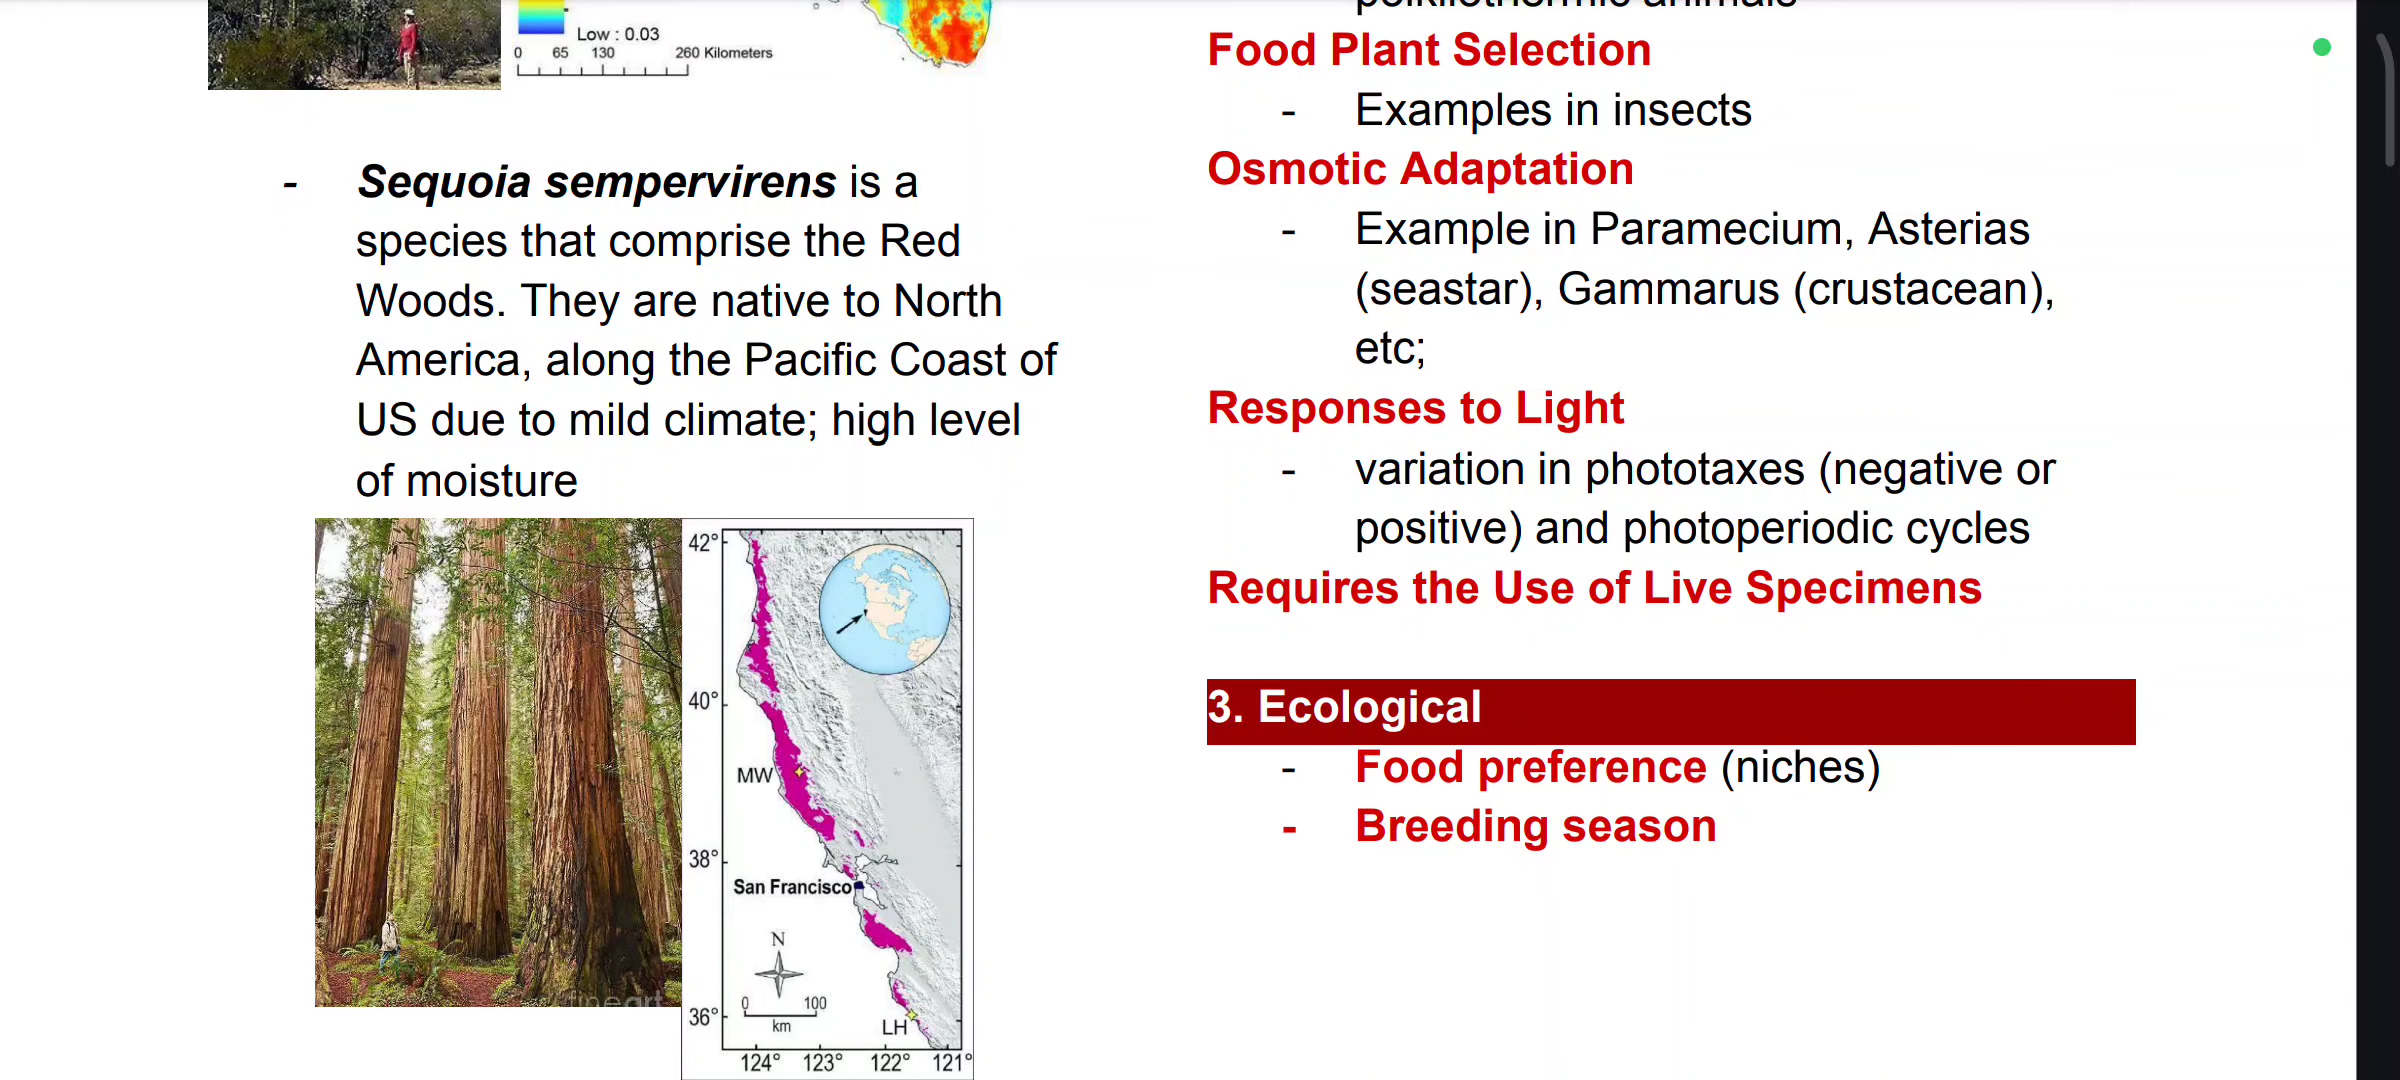 Low : 0.03
0 65 130 260 Kilometers
- Sequoia sempervirens is a
species that comprise the Red
Woods. They are native to North
America, along the Pacific Coast of
US due to mild climate; high level
of moisture
42°
40°
MW
38°
San Francisco
N
0 100
km
36°
LH
124° 123° 122° 121°
poikilothermic animals
Food Plant Selection
- Examples in insects
Osmotic Adaptation
- Example in Paramecium, Asterias
(seastar), Gammarus (crustacean),
etc;
Responses to Light
- variation in phototaxes (negative or
positive) and photoperiodic cycles
Requires the Use of Live Specimens
3. Ecological
- Food preference (niches)
- Breeding season